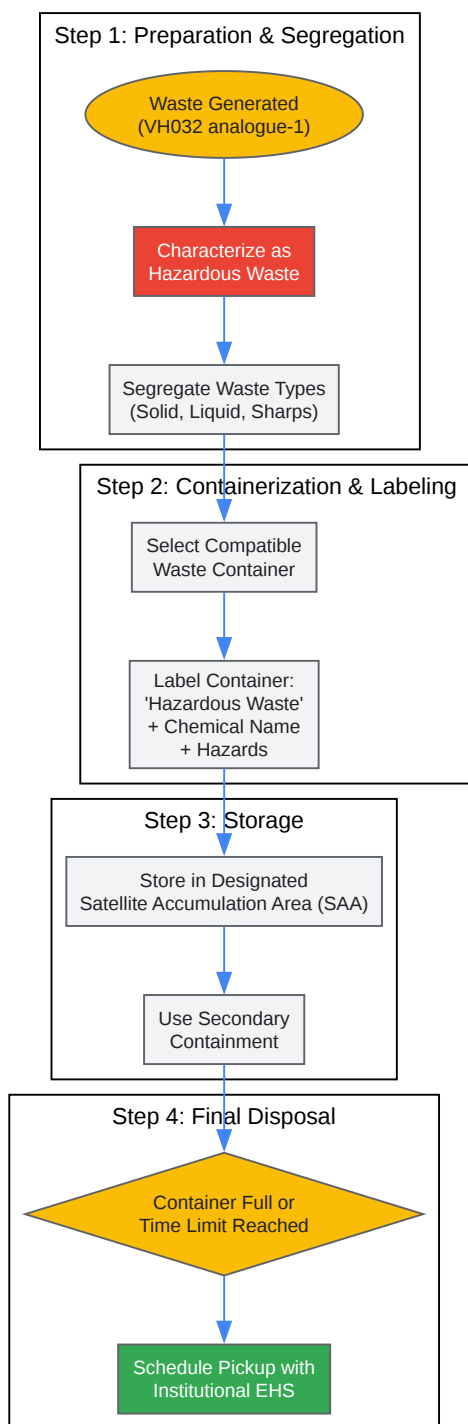 Step 1: Preparation & Segregation
Waste Generated
(VH032 analogue-1)
Characterize as
Hazardous Waste
Segregate Waste Types
(Solid, Liquid, Sharps)
Step 2: Containerization & Labeling
Select Compatible
Waste Container
Label Container:
'Hazardous Waste'
+ Chemical Name
+ Hazards
Step 3: Storage
Store in Designated
Satellite Accumulation Area (SAA)
Use Secondary
Containment
Step 4: Final Disposal
Container Full or
Time Limit Reached
Schedule Pickup with
Institutional EHS